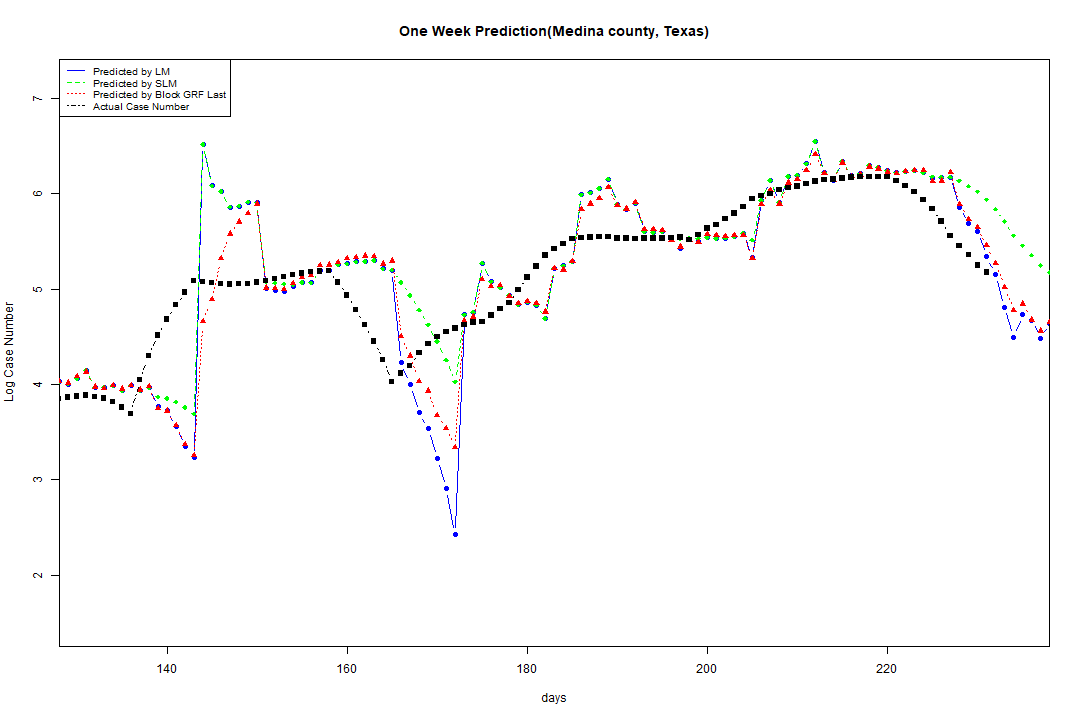 One Week Prediction(Medina county, Texas)
Predicted by LM
Predicted by SLM
Predicted by Block GRF Last
Actual Case Number
7
6
5
4
3
2
Log Case Number
140 160 180 200 220
days